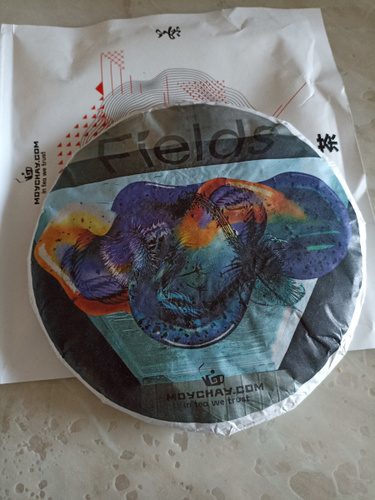 茶
MOYCHAY.COM
in tea we trust
Fields
MOYCHAY.COM
in tea we trust